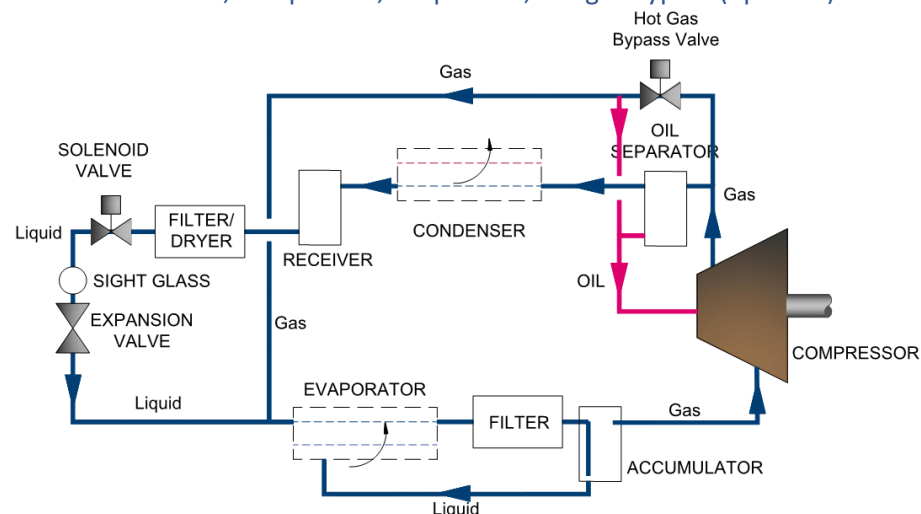 Hot Gas
Bypass Valve
Gas
OIL
SEPARATOR
SOLENOID
VALVE
Gas
FILTER/
DRYER
Liquid
CONDENSER
RECEIVER
SIGHT GLASS
OIL
EXPANSION
VALVE
Gas
COMPRESSOR
EVAPORATOR
Liquid
FILTER
Gas
ACCUMULATOR
Liquid